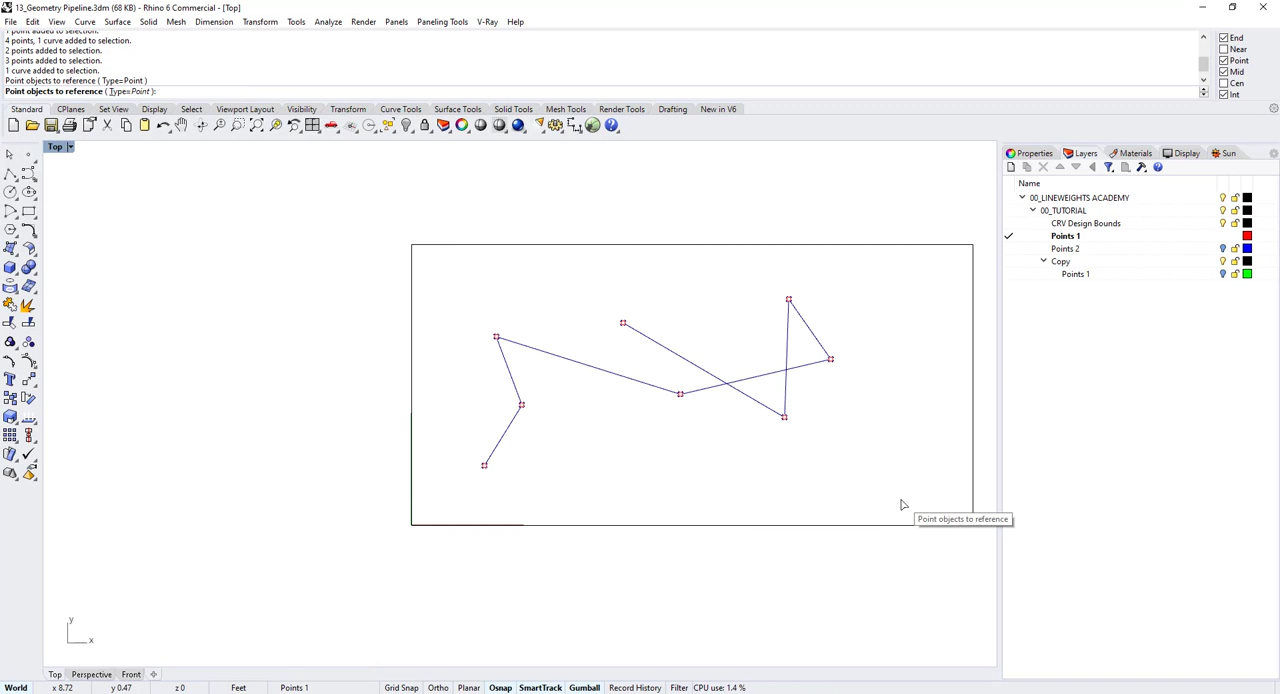 13_Geometry Pipeline.3dm (68 KB) - Rhino 6 Commercial - [Top]
File Edit View Curve Surface Solid Mesh Dimension Transform Tools Analyze Render Panels Paneling Tools V-Ray Help
1 point added to selection.
4 points, 1 curve added to selection.
2 points added to selection.
3 points added to selection.
1 curve added to selection.
Point objects to reference ( Type=Point )
Point objects to reference ( Type=Point ):
End
Near
Point
Mid
Cen
Int
Standard CPlanes Set View Display Select Viewport Layout Visibility Transform Curve Tools Surface Tools Solid Tools Mesh Tools Render Tools Drafting New in V6
Top
Properties Layers Materials Display Sun
Name
00_LINEWEIGHTS ACADEMY
00_TUTORIAL
CRV Design Bounds
Points 1
Points 2
Copy
Points 1
Point objects to reference
y
x
Top Perspective Front
World x 8.72 y 0.47 z 0 Feet Points 1 Grid Snap Ortho Planar Osnap SmartTrack Gumball Record History Filter CPU use: 1.4 %